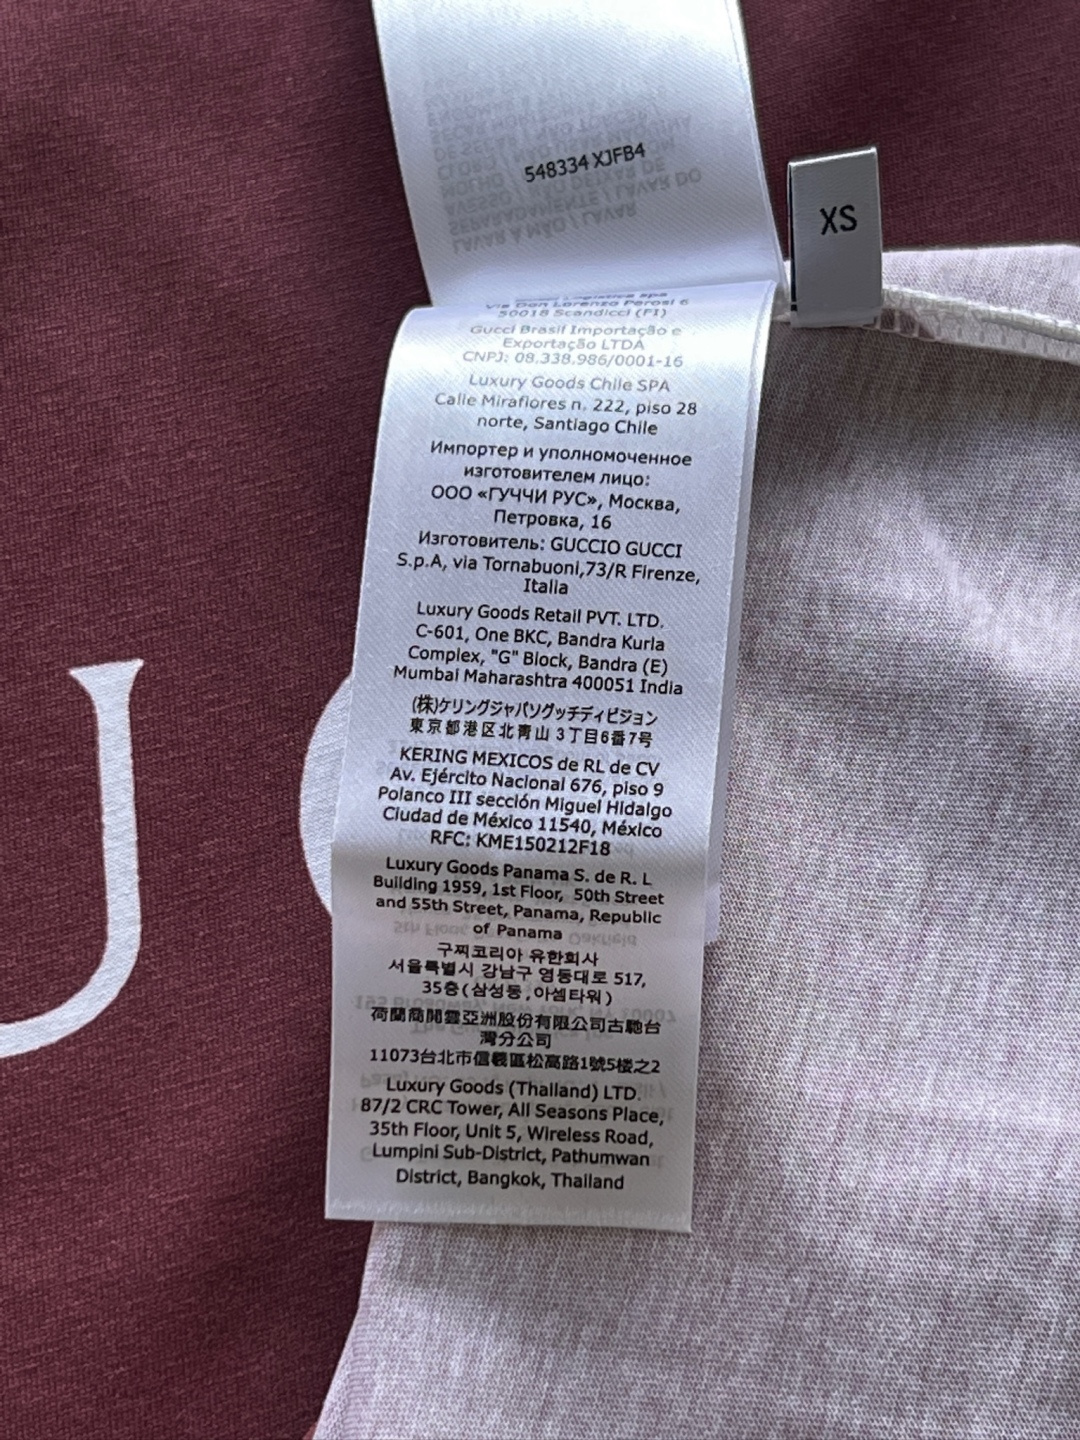 548334 XJFB4
XS
Via Don Lorenzo Perosi 6
50018 Scandicci (FI)
Gucci Brasil Importação e
Exportação LTDA
CNPJ: 08.338.986/0001-16
Luxury Goods Chile SPA
Calle Miraflores n. 222, piso 28
norte, Santiago Chile
Импортер и уполномоченное
изготовителем лицо:
ООО «ГУЧЧИ РУС», Москва,
Петровка, 16
Изготовитель: GUCCIO GUCCI
S.p.A, via Tornabuoni,73/R Firenze,
Italia
Luxury Goods Retail PVT. LTD.
C-601, One BKC, Bandra Kurla
Complex, "G" Block, Bandra (E)
Mumbai Maharashtra 400051 India
(株)ケリングジャパングッチディビジョン
東京都港区北青山 3丁目6番7号
KERING MEXICOS de RL de CV
Av. Ejército Nacional 676, piso 9
Polanco III sección Miguel Hidalgo
Ciudad de México 11540, México
RFC: KME150212F18
Luxury Goods Panama S. de R. L
Building 1959, 1st Floor, 50th Street
and 55th Street, Panama, Republic
of Panama
구찌코리아 유한회사
서울특별시 강남구 영동대로 517,
35층(삼성동,아셈타워)
荷蘭商開雲亞洲股份有限公司古馳台
灣分公司
11073台北市信義區松高路1號5楼之2
Luxury Goods (Thailand) LTD.
87/2 CRC Tower, All Seasons Place,
35th Floor, Unit 5, Wireless Road,
Lumpini Sub-District, Pathumwan
District, Bangkok, Thailand